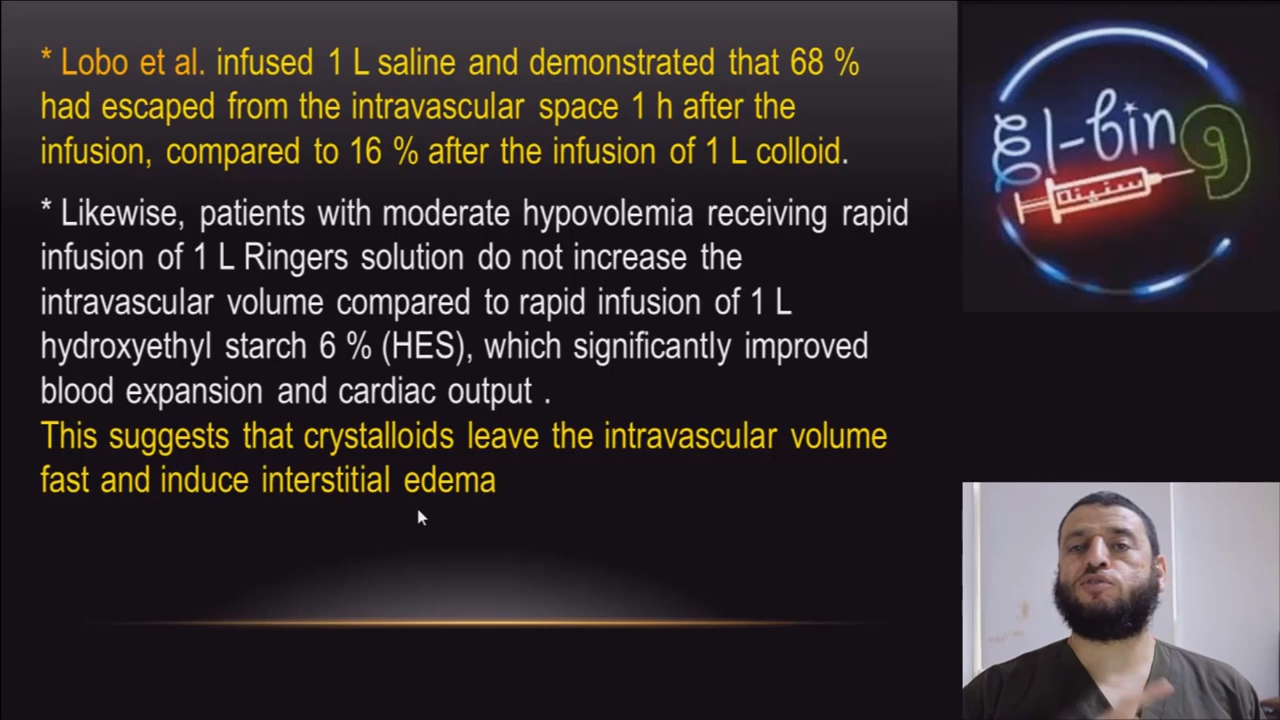 * Lobo et al. infused 1 L saline and demonstrated that 68 %
had escaped from the intravascular space 1 h after the
infusion, compared to 16 % after the infusion of 1 L colloid.
* Likewise, patients with moderate hypovolemia receiving rapid
infusion of 1 L Ringers solution do not increase the
intravascular volume compared to rapid infusion of 1 L
hydroxyethyl starch 6 % (HES), which significantly improved
blood expansion and cardiac output .
This suggests that crystalloids leave the intravascular volume
fast and induce interstitial edema
El-bing